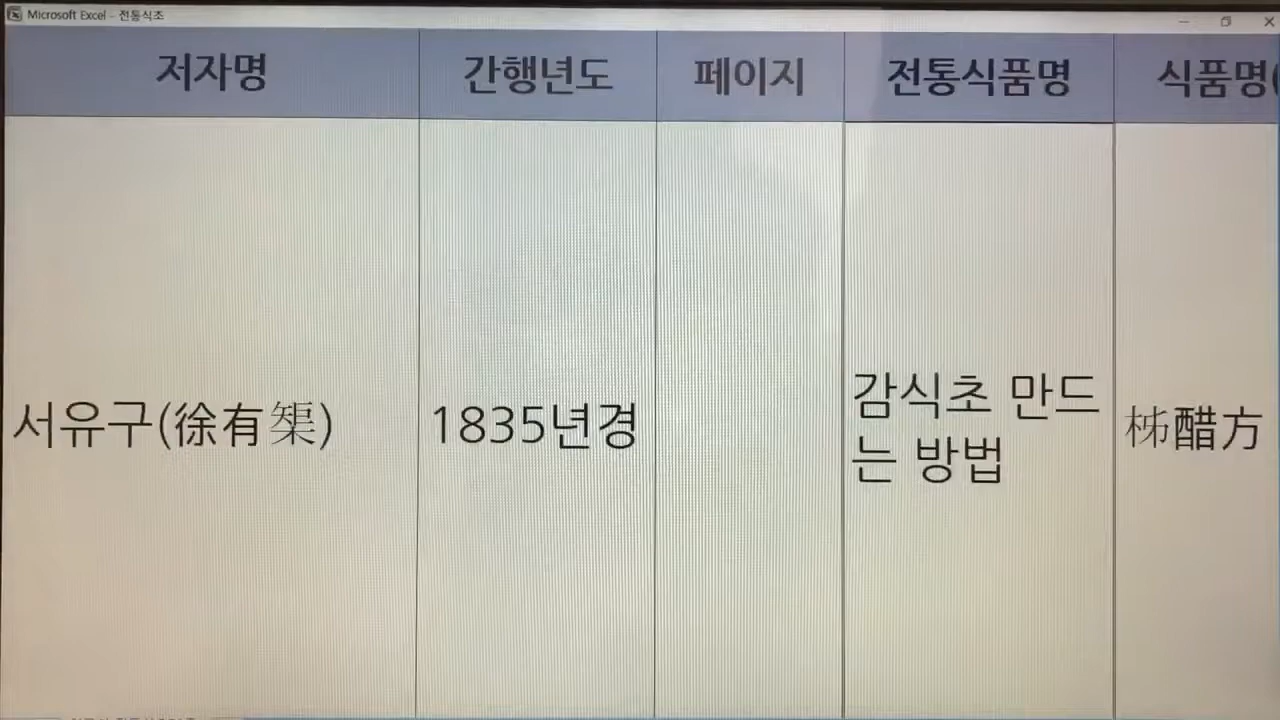 Microsoft Excel - 전통식초
저자명 간행년도 페이지 전통식품명 식품명(
서유구(徐有榘) 1835년경 감식초 만드 柹醋方
는 방법